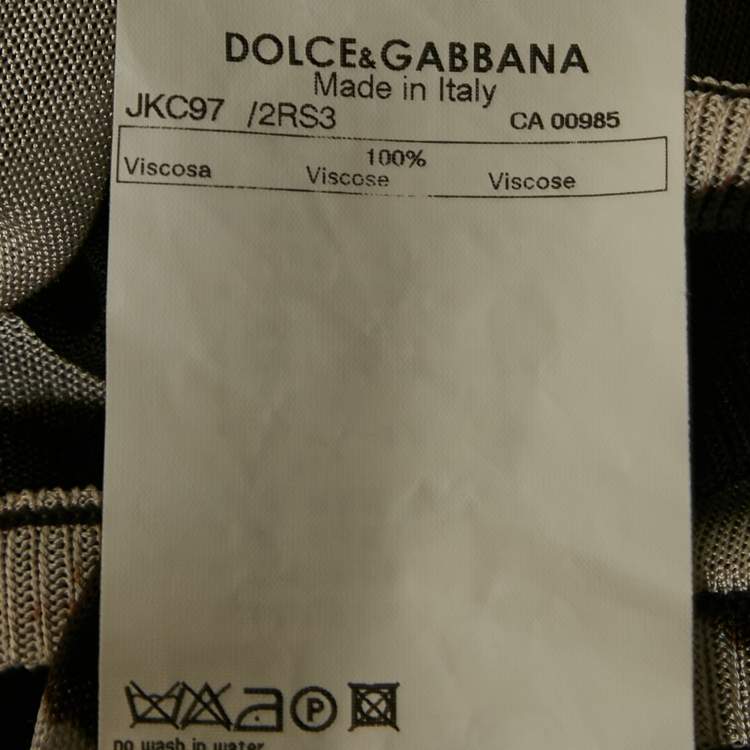 DOLCE&GABBANA
Made in Italy
JKC97 /2RS3 CA 00985
100%
Viscosa Viscose Viscose
P
no wash in water